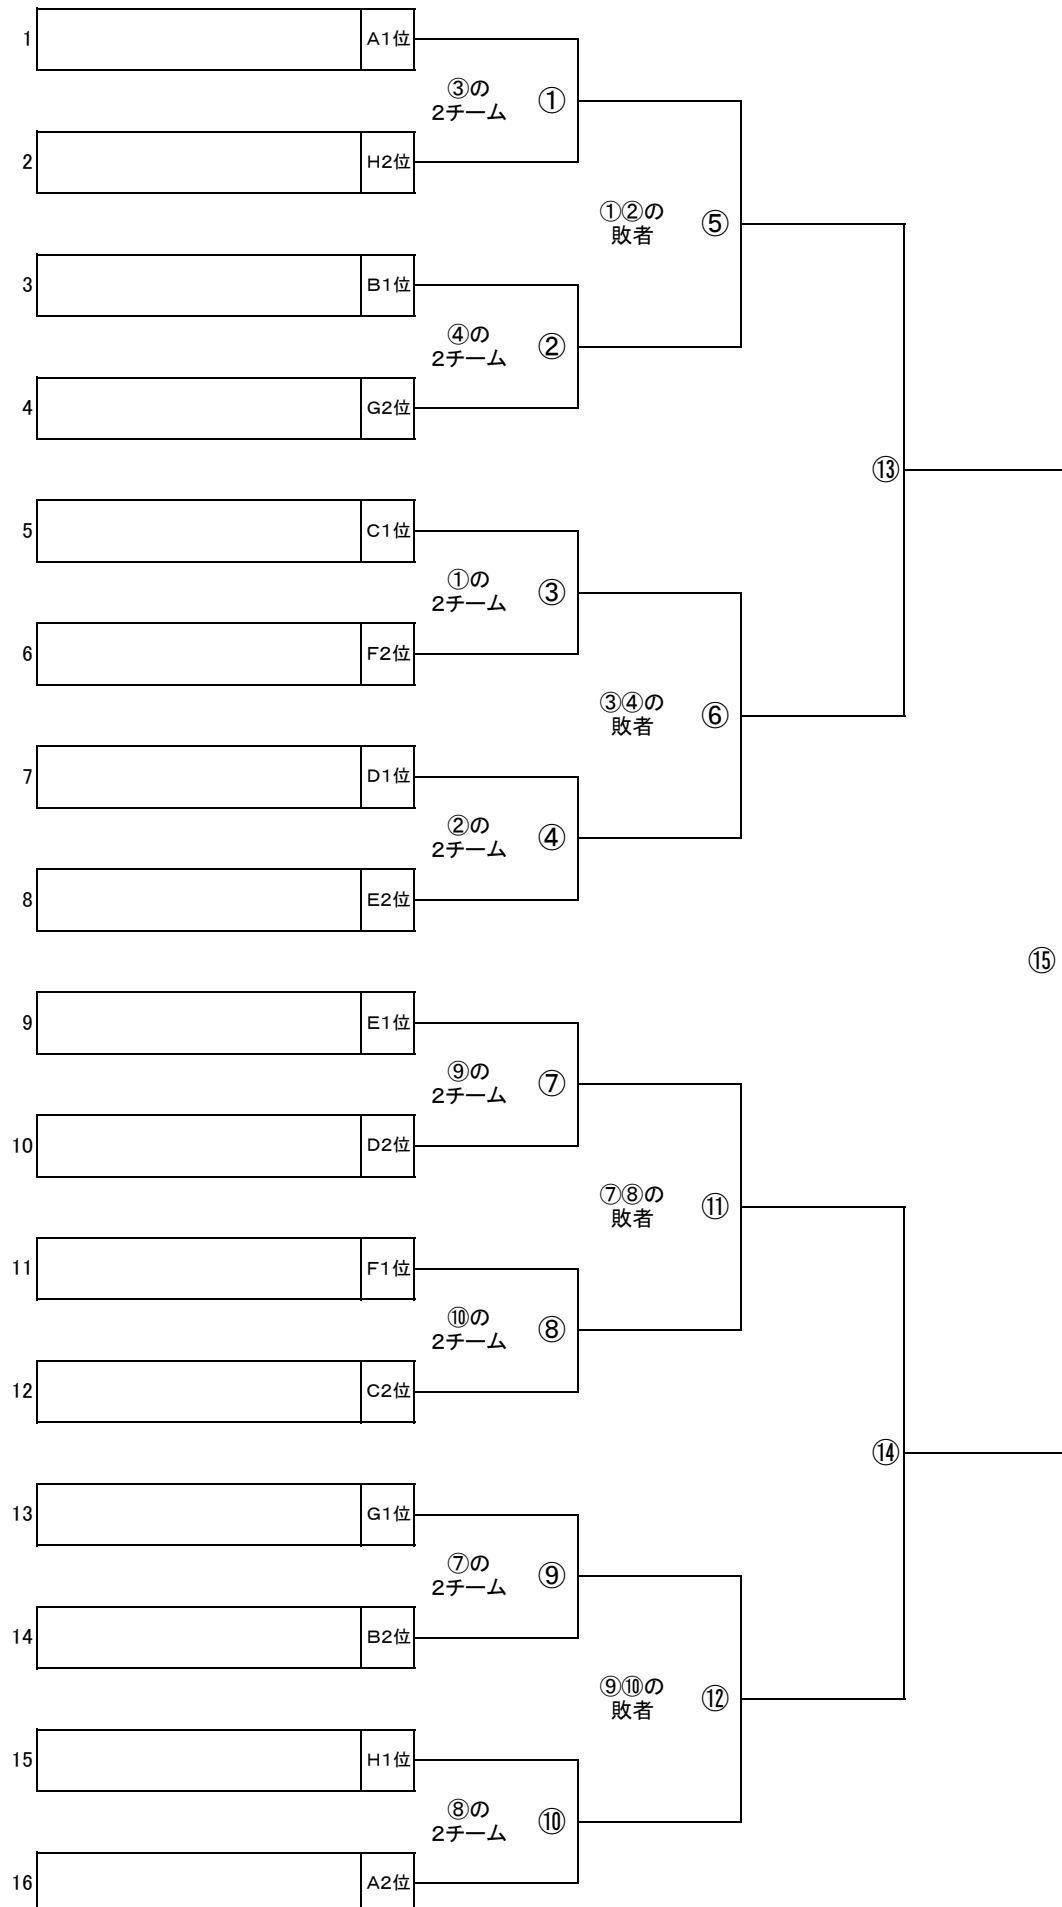 1 A1位
③の
2チーム ①
2 H2位
①②の
敗者 ⑤
3 B1位
④の
2チーム ②
4 G2位
⑬
5 C1位
①の
2チーム ③
6 F2位
③④の
敗者 ⑥
7 D1位
②の
2チーム ④
8 E2位
⑮
9 E1位
⑨の
2チーム ⑦
10 D2位
⑦⑧の
敗者 ⑪
11 F1位
⑩の
2チーム ⑧
12 C2位
⑭
13 G1位
⑦の
2チーム ⑨
14 B2位
⑨⑩の
敗者 ⑫
15 H1位
⑧の
2チーム ⑩
16 A2位